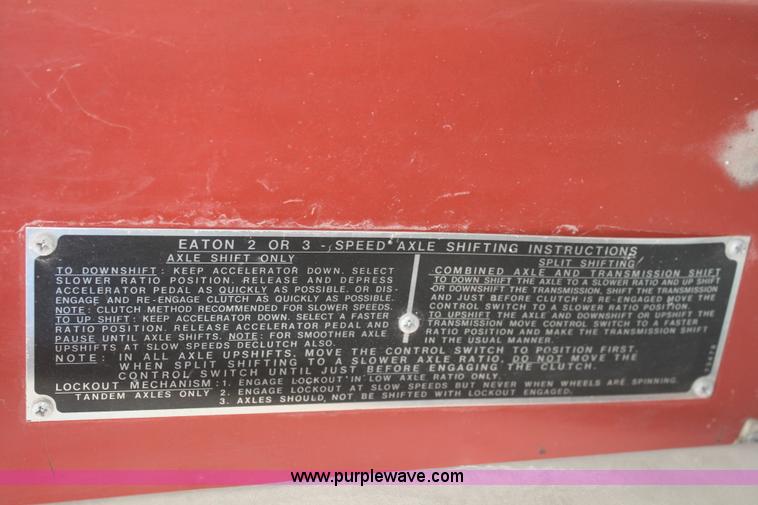 EATON 2 OR 3 - SPEED AXLE SHIFTING INSTRUCTIONS
AXLE SHIFT ONLY
TO DOWNSHIFT: KEEP ACCELERATOR DOWN. SELECT
SLOWER RATIO POSITION. RELEASE AND DEPRESS
ACCELERATOR PEDAL AS QUICKLY AS POSSIBLE. OR DIS-
ENGAGE AND RE-ENGAGE CLUTCH AS QUICKLY AS POSSIBLE.
NOTE: CLUTCH METHOD RECOMMENDED FOR SLOWER SPEEDS.
TO UP SHIFT: KEEP ACCELERATOR DOWN. SELECT A FASTER
RATIO POSITION. RELEASE ACCELERATOR PEDAL AND
PAUSE UNTIL AXLE SHIFTS. NOTE: FOR SMOOTHER AXLE
UPSHIFTS AT SLOW SPEEDS DECLUTCH ALSO.
SPLIT SHIFTING
COMBINED AXLE AND TRANSMISSION SHIFT
TO DOWN SHIFT THE AXLE TO A SLOWER RATIO AND UP SHIFT
OR DOWNSHIFT THE TRANSMISSION, SHIFT THE TRANSMISSION
AND JUST BEFORE CLUTCH IS RE-ENGAGED MOVE THE
CONTROL SWITCH TO A SLOWER RATIO POSITION.
TO UPSHIFT THE AXLE AND DOWNSHIFT OR UPSHIFT THE
TRANSMISSION MOVE CONTROL SWITCH TO A FASTER
RATIO POSITION AND MAKE THE TRANSMISSION SHIFT
IN THE USUAL MANNER.
NOTE: IN ALL AXLE UPSHIFTS, MOVE THE CONTROL SWITCH TO POSITION FIRST.
WHEN SPLIT SHIFTING TO A SLOWER AXLE RATIO, DO NOT MOVE THE
CONTROL SWITCH UNTIL JUST BEFORE ENGAGING THE CLUTCH.
LOCKOUT MECHANISM: 1. ENGAGE LOCKOUT IN LOW AXLE RATIO ONLY.
TANDEM AXLES ONLY 2. ENGAGE LOCKOUT AT SLOW SPEEDS BUT NEVER WHEN WHEELS ARE SPINNING.
3. AXLES SHOULD NOT BE SHIFTED WITH LOCKOUT ENGAGED.
www.purplewave.com